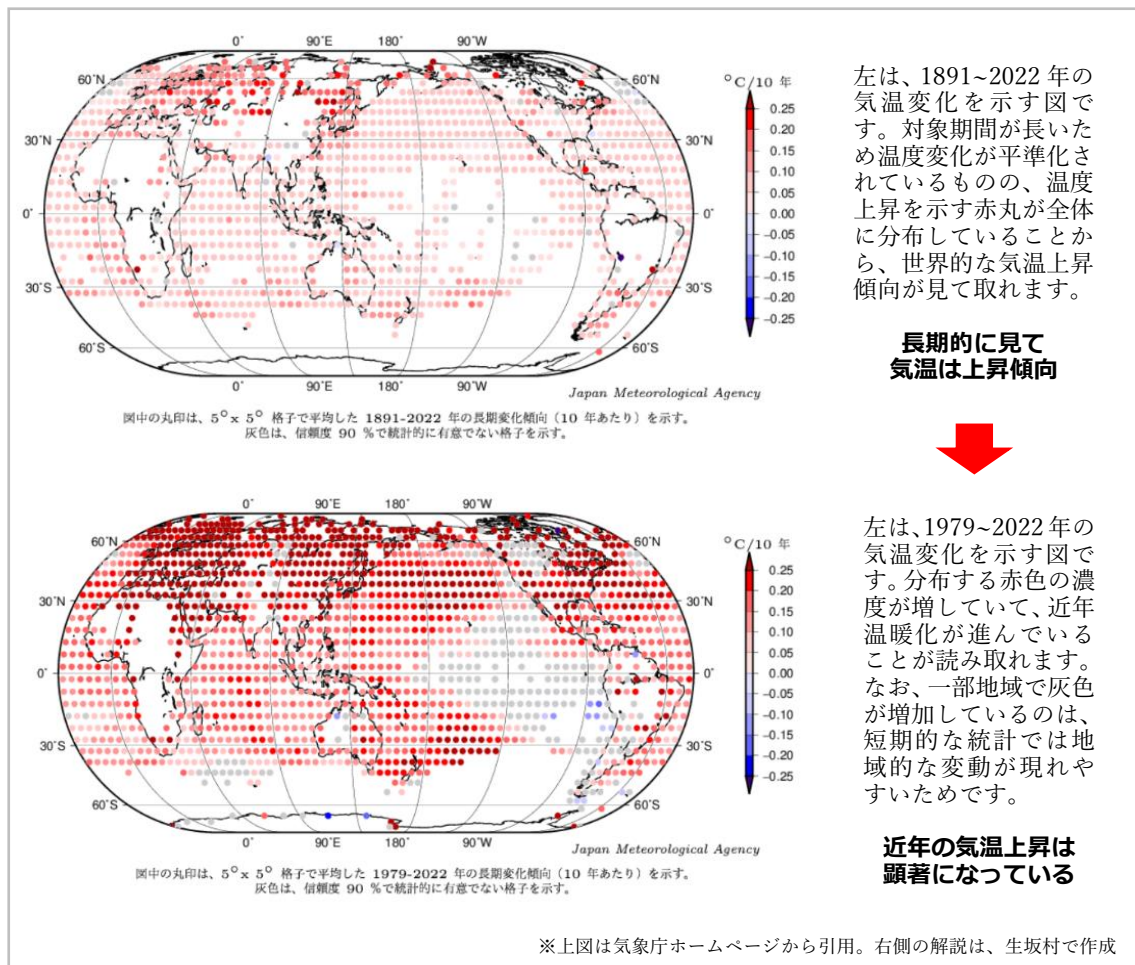 0° 90°E 180° 90°W
60°N
30°N
0°
30°S
60°S
60°N
30°N
0°
30°S
60°S
0° 90°E 180° 90°W
°C/10 年
0.25
0.20
0.15
0.10
0.05
0.00
−0.05
−0.10
−0.15
−0.20
−0.25
Japan Meteorological Agency
図中の丸印は、5°x 5° 格子で平均した 1891-2022 年の長期変化傾向（10 年あたり）を示す。
灰色は、信頼度 90 %で統計的に有意でない格子を示す。
左は、1891~2022 年の
気温変化を示す図で
す。対象期間が長いた
め温度変化が平準化さ
れているものの、温度
上昇を示す赤丸が全体
に分布していることか
ら、世界的な気温上昇
傾向が見て取れます。
長期的に見て
気温は上昇傾向
0° 90°E 180° 90°W
60°N
30°N
0°
30°S
60°S
60°N
30°N
0°
30°S
60°S
0° 90°E 180° 90°W
°C/10 年
0.25
0.20
0.15
0.10
0.05
0.00
−0.05
−0.10
−0.15
−0.20
−0.25
Japan Meteorological Agency
図中の丸印は、5°x 5° 格子で平均した 1979-2022 年の長期変化傾向（10 年あたり）を示す。
灰色は、信頼度 90 %で統計的に有意でない格子を示す。
左は、1979~2022 年の
気温変化を示す図で
す。分布する赤色の濃
度が増していて、近年
温暖化が進んでいる
ことが読み取れます。
なお、一部地域で灰色
が増加しているのは、
短期的な統計では地
域的な変動が現れや
すいためです。
近年の気温上昇は
顕著になっている
※上図は気象庁ホームページから引用。右側の解説は、生坂村で作成